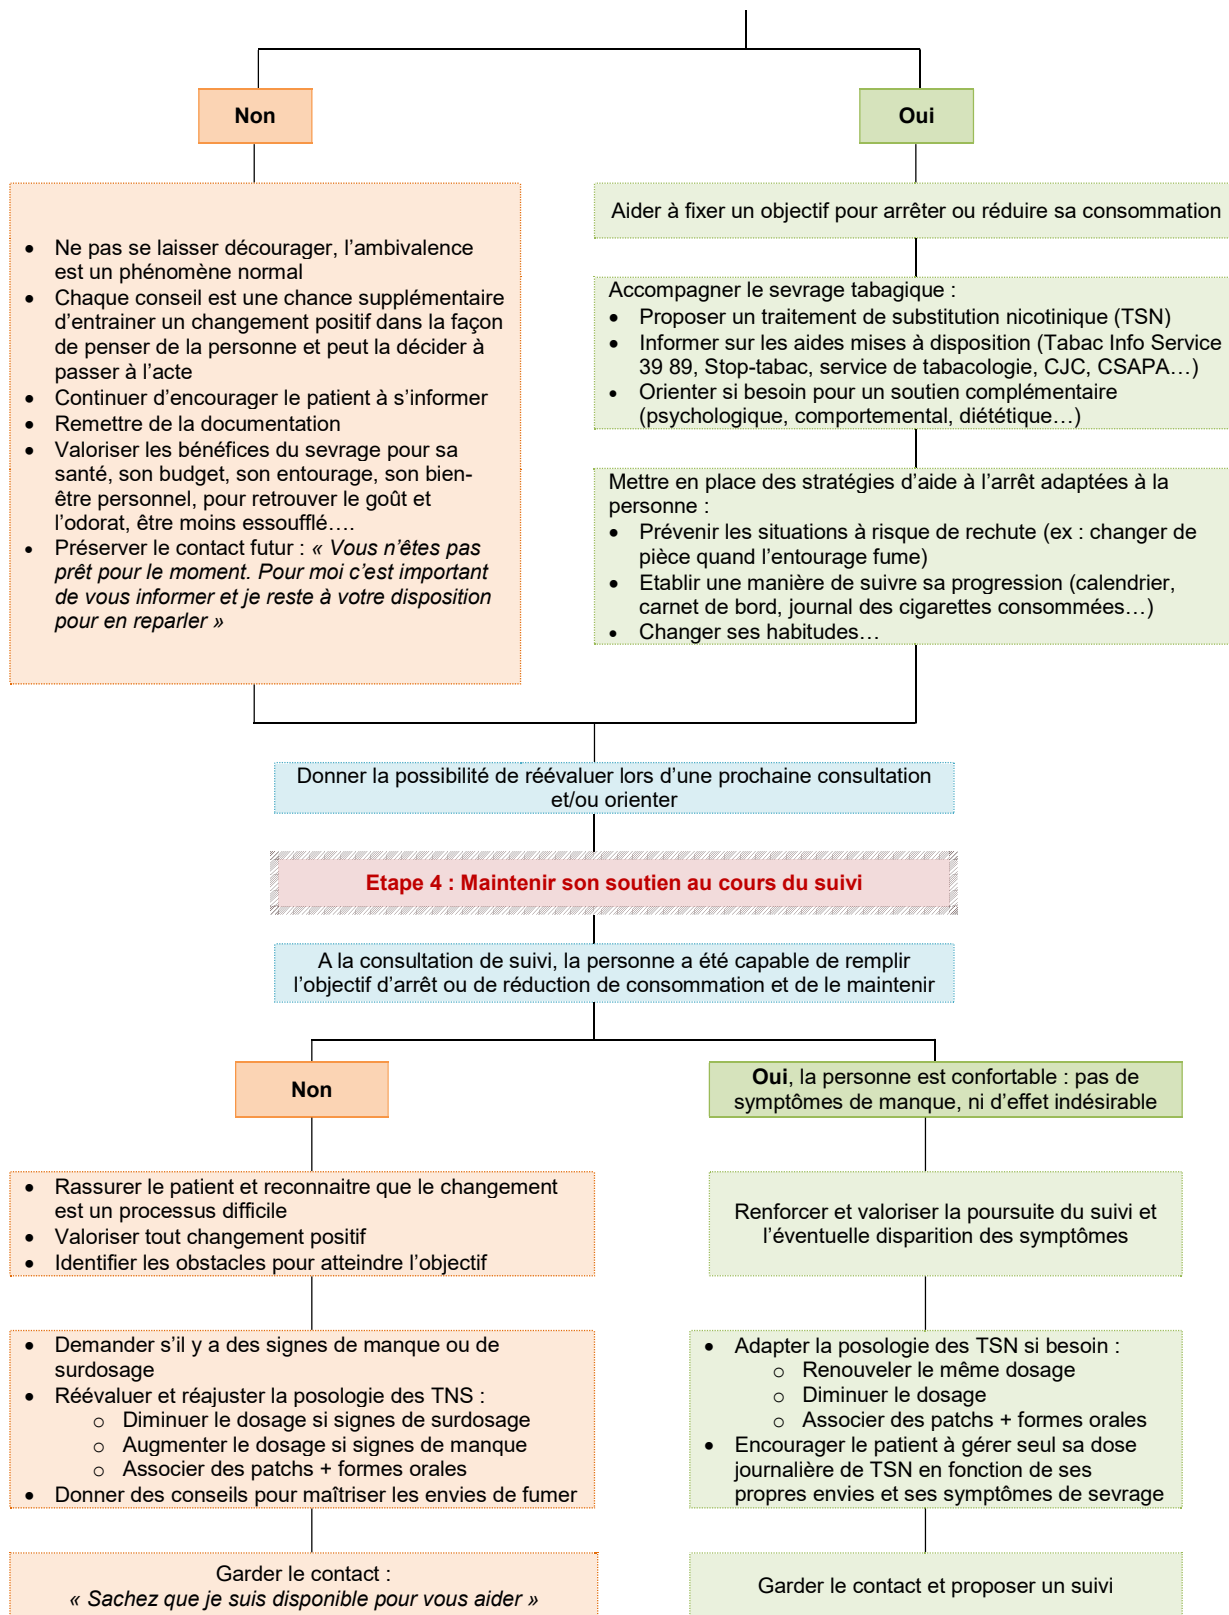 Non
Oui
• Ne pas se laisser décourager, l’ambivalence
est un phénomène normal
• Chaque conseil est une chance supplémentaire
d’entrainer un changement positif dans la façon
de penser de la personne et peut la décider à
passer à l’acte
• Continuer d’encourager le patient à s’informer
• Remettre de la documentation
• Valoriser les bénéfices du sevrage pour sa
santé, son budget, son entourage, son bien-
être personnel, pour retrouver le goût et
l’odorat, être moins essoufflé….
• Préserver le contact futur : « Vous n’êtes pas
prêt pour le moment. Pour moi c’est important
de vous informer et je reste à votre disposition
pour en reparler »
Aider à fixer un objectif pour arrêter ou réduire sa consommation
Accompagner le sevrage tabagique :
• Proposer un traitement de substitution nicotinique (TSN)
• Informer sur les aides mises à disposition (Tabac Info Service
39 89, Stop-tabac, service de tabacologie, CJC, CSAPA…)
• Orienter si besoin pour un soutien complémentaire
(psychologique, comportemental, diététique…)
Mettre en place des stratégies d’aide à l’arrêt adaptées à la
personne :
• Prévenir les situations à risque de rechute (ex : changer de
pièce quand l’entourage fume)
• Etablir une manière de suivre sa progression (calendrier,
carnet de bord, journal des cigarettes consommées…)
• Changer ses habitudes…
Donner la possibilité de réévaluer lors d’une prochaine consultation
et/ou orienter
Etape 4 : Maintenir son soutien au cours du suivi
A la consultation de suivi, la personne a été capable de remplir
l’objectif d’arrêt ou de réduction de consommation et de le maintenir
Non
Oui, la personne est confortable : pas de
symptômes de manque, ni d’effet indésirable
• Rassurer le patient et reconnaitre que le changement
est un processus difficile
• Valoriser tout changement positif
• Identifier les obstacles pour atteindre l’objectif
Renforcer et valoriser la poursuite du suivi et
l’éventuelle disparition des symptômes
• Demander s’il y a des signes de manque ou de
surdosage
• Réévaluer et réajuster la posologie des TNS :
o Diminuer le dosage si signes de surdosage
o Augmenter le dosage si signes de manque
o Associer des patchs + formes orales
• Donner des conseils pour maîtriser les envies de fumer
• Adapter la posologie des TSN si besoin :
o Renouveler le même dosage
o Diminuer le dosage
o Associer des patchs + formes orales
• Encourager le patient à gérer seul sa dose
journalière de TSN en fonction de ses
propres envies et ses symptômes de sevrage
Garder le contact :
« Sachez que je suis disponible pour vous aider »
Garder le contact et proposer un suivi